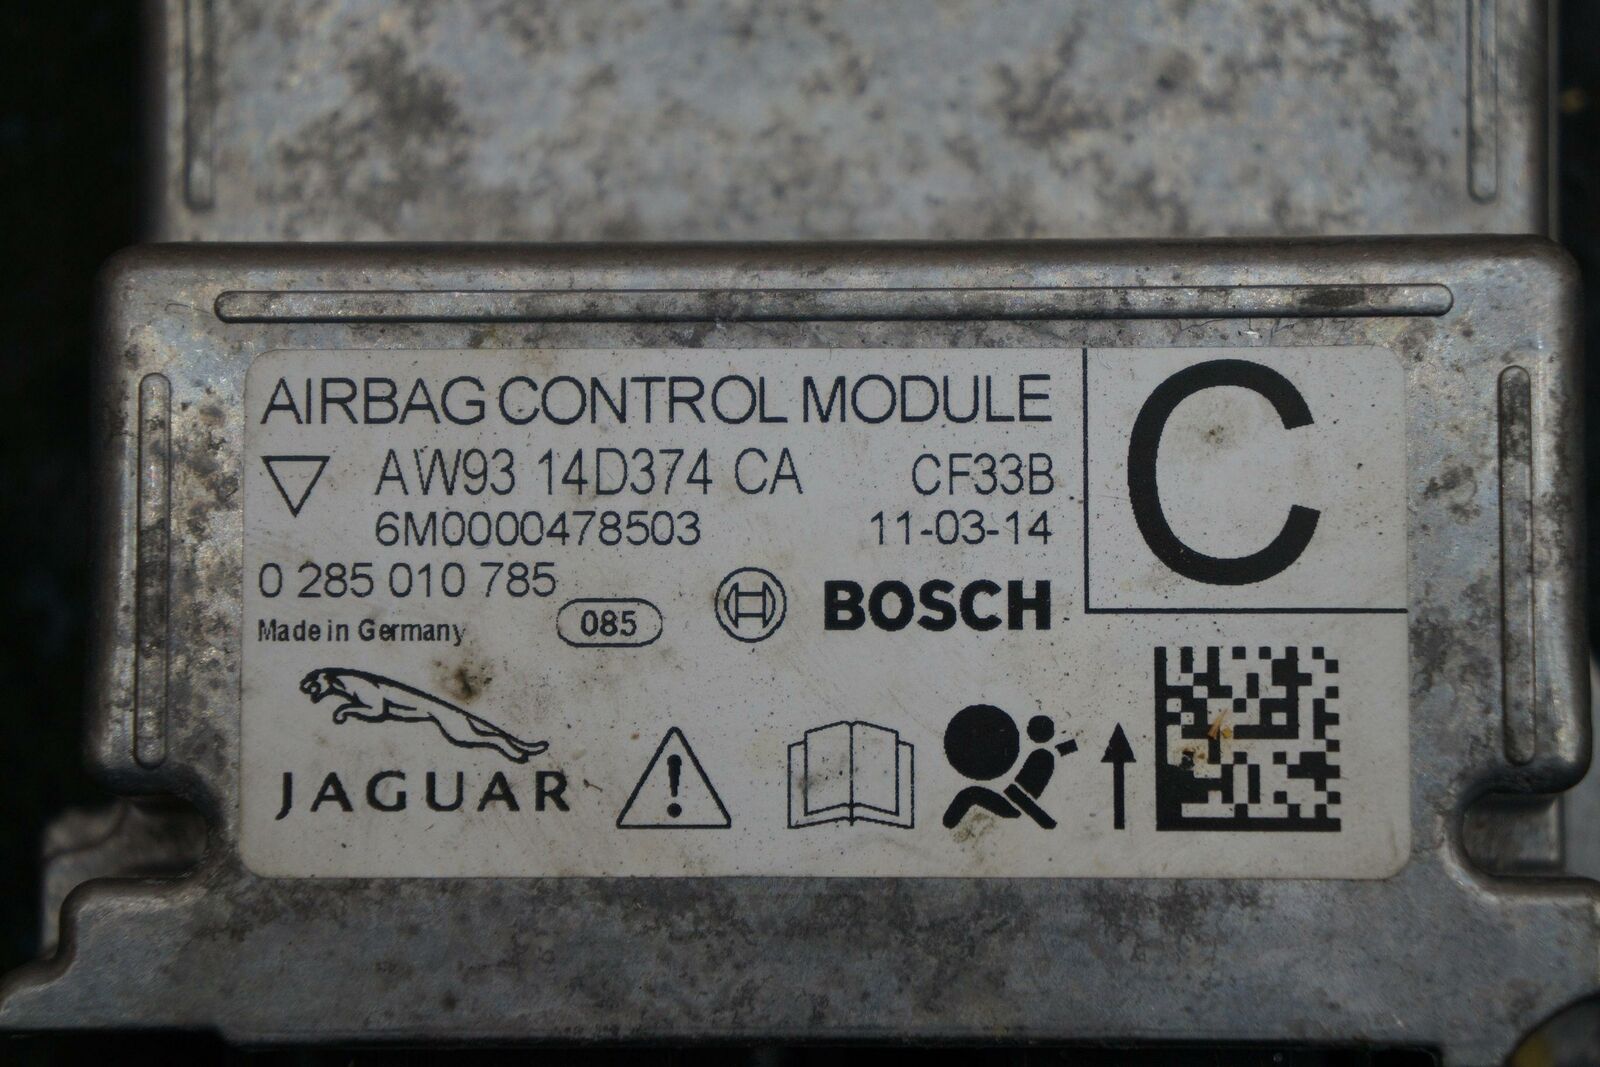 AIRBAG CONTROL MODULE
C
AW93 14D374 CA CF33B
6M0000478503 11-03-14
0 285 010 785
Made in Germany
085
BOSCH
JAGUAR